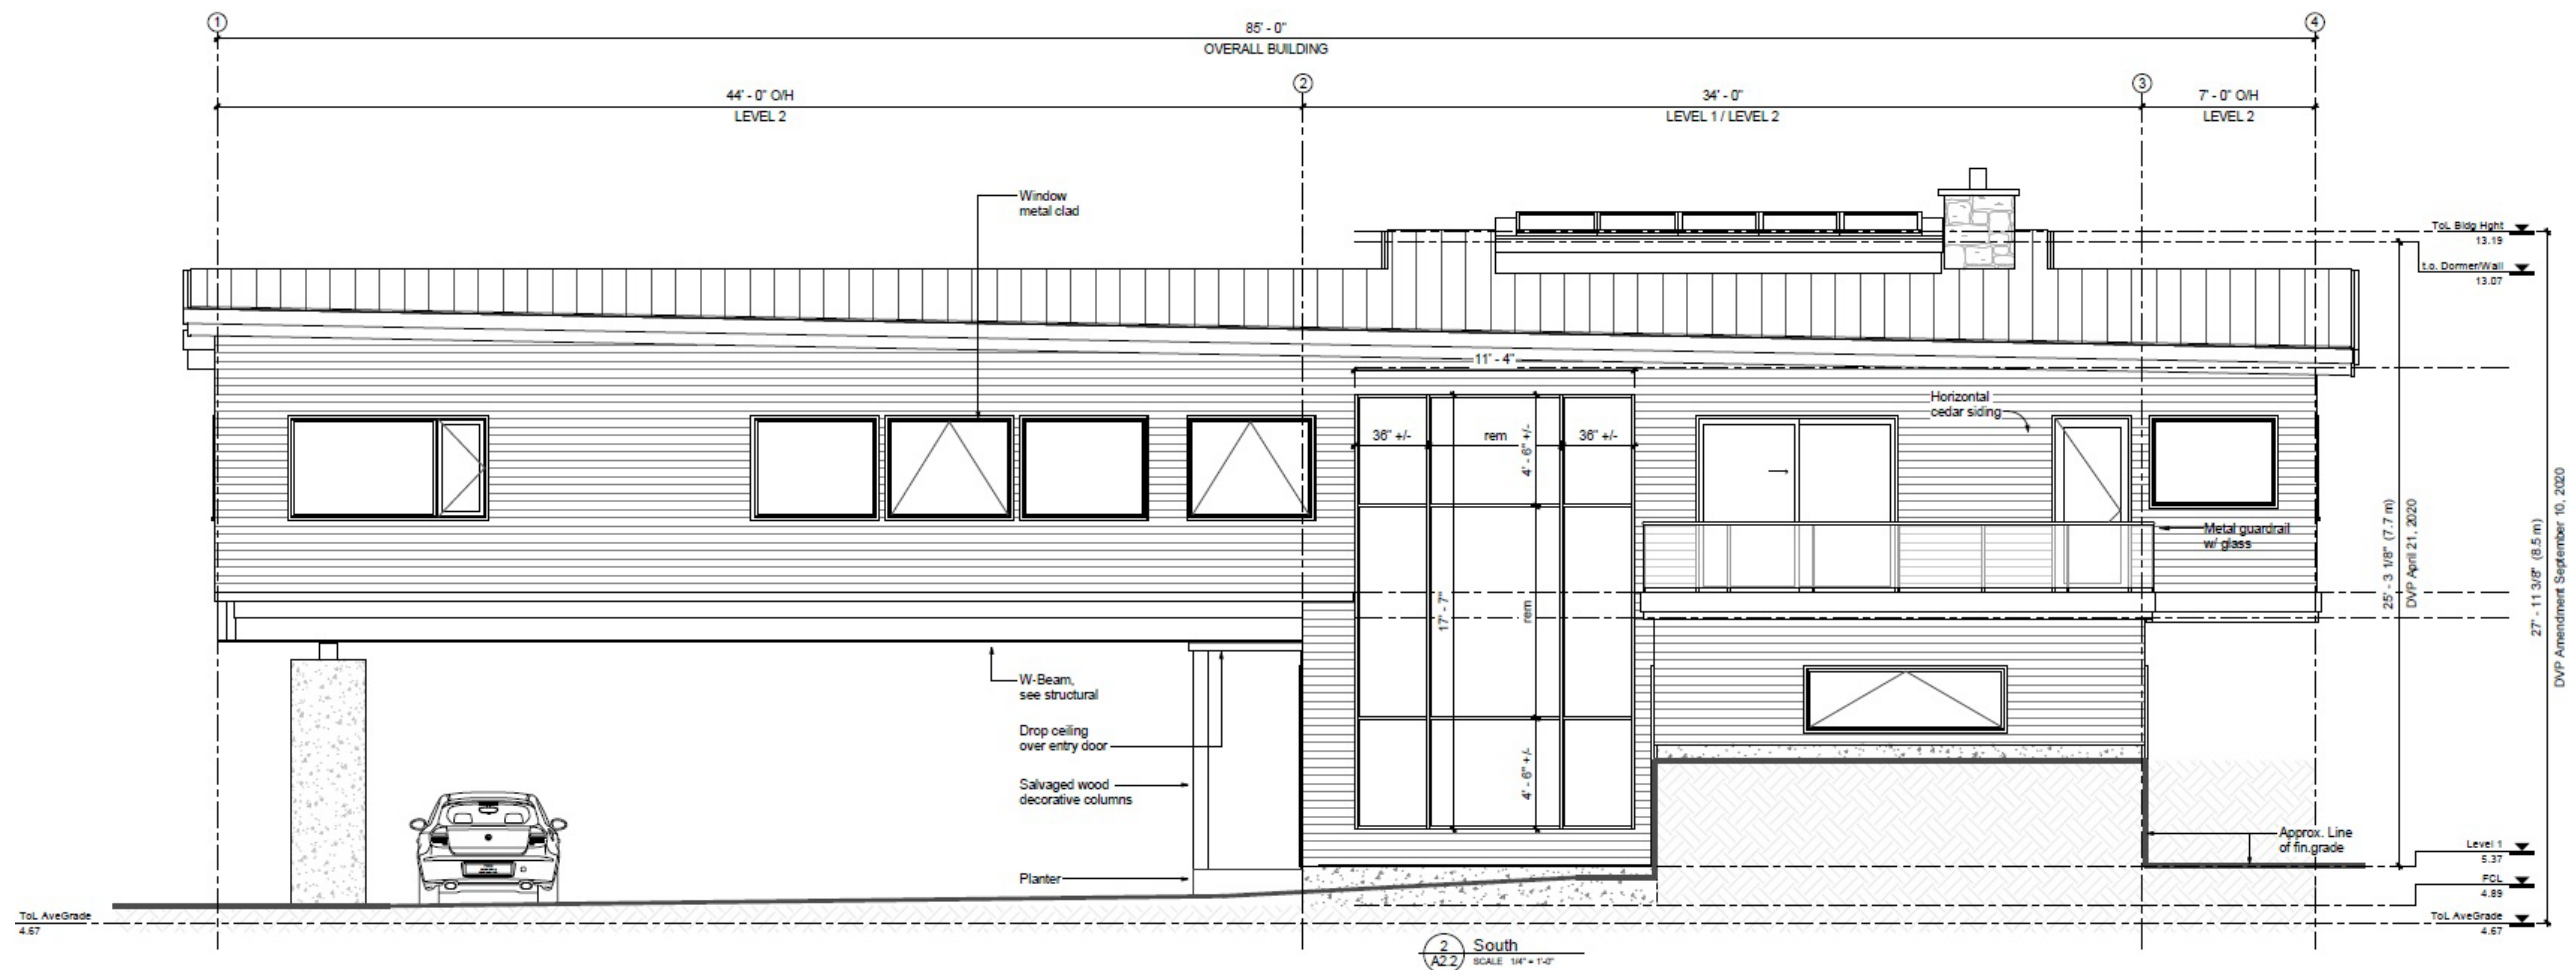 1
85' - 0"
4
OVERALL BUILDING
44' - 0" O/H
2
34' - 0"
3
7' - 0" O/H
LEVEL 2
LEVEL 1 / LEVEL 2
LEVEL 2
Window
metal clad
ToL Bldg Hght
13.19
t.o. Dormer/Wall
13.07
11' - 4"
Horizontal
cedar siding
36" +/-
rem
36" +/-
4' - 6" +/-
Metal guardrail
w/ glass
17' - 7"
rem
4' - 6" +/-
25' - 3 1/8" (7.7 m)
DVP April 21, 2020
27' - 11 3/8" (8.5 m)
DVP Amendment September 10, 2020
W-Beam,
see structural
Drop ceiling
over entry door
Salvaged wood
decorative columns
Planter
Approx. Line
of fin.grade
Level 1
5.37
FCL
4.89
ToL AveGrade
4.67
ToL AveGrade
4.67
2
A2.2
South
SCALE 1/4" = 1'-0"